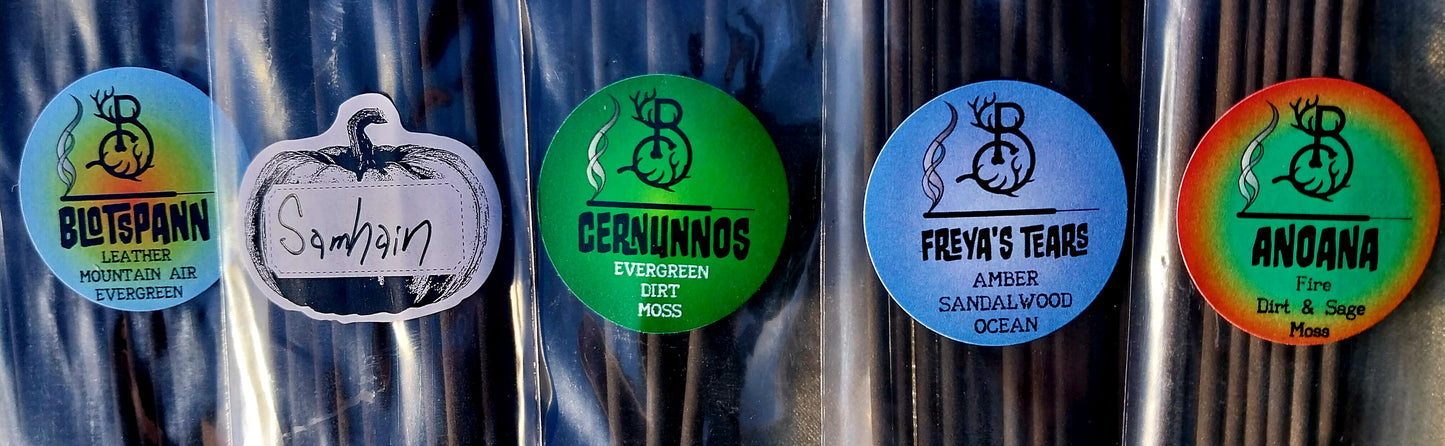 BLOTSPANN
LEATHER
MOUNTAIN AIR
EVERGREEN
Samhain
B
CERNUNNOS
EVERGREEN
DIRT
MOSS
B
FREYA'S TEARS
AMBER
SANDALWOOD
OCEAN
B
ANOANA
Fire
Dirt & Sage
Moss